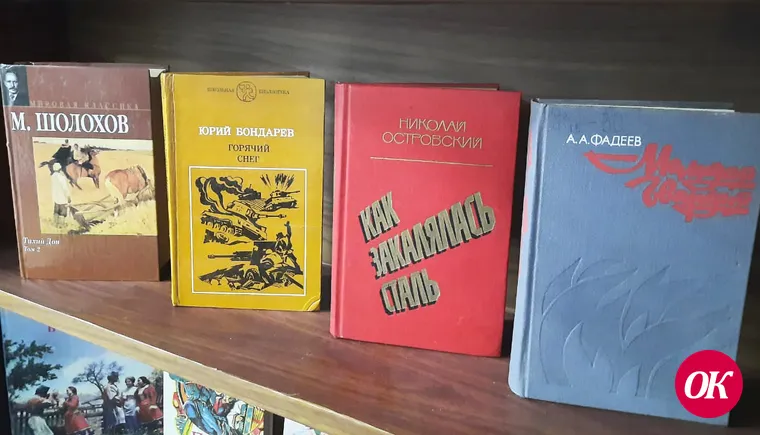 МИРОВАЯ КЛАССИКА
М. ШОЛОХОВ
Тихий Дон
Том 2
ШКОЛЬНАЯ БИБЛИОТЕКА
ЮРИЙ БОНДАРЕВ
ГОРЯЧИЙ
СНЕГ
НИКОЛАЙ
ОСТРОВСКИЙ
КАК
ЗАКАЛЯЛАСЬ
СТАЛЬ
А.А.ФАДЕЕВ
Молодая
гвардия
ОК